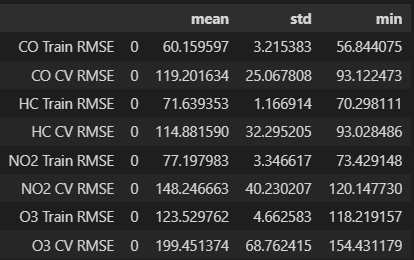 mean std min
CO Train RMSE 0 60.159597 3.215383 56.844075
CO CV RMSE 0 119.201634 25.067808 93.122473
HC Train RMSE 0 71.639353 1.166914 70.298111
HC CV RMSE 0 114.881590 32.295205 93.028486
NO2 Train RMSE 0 77.197983 3.346617 73.429148
NO2 CV RMSE 0 148.246663 40.230207 120.147730
O3 Train RMSE 0 123.529762 4.662583 118.219157
O3 CV RMSE 0 199.451374 68.762415 154.431179